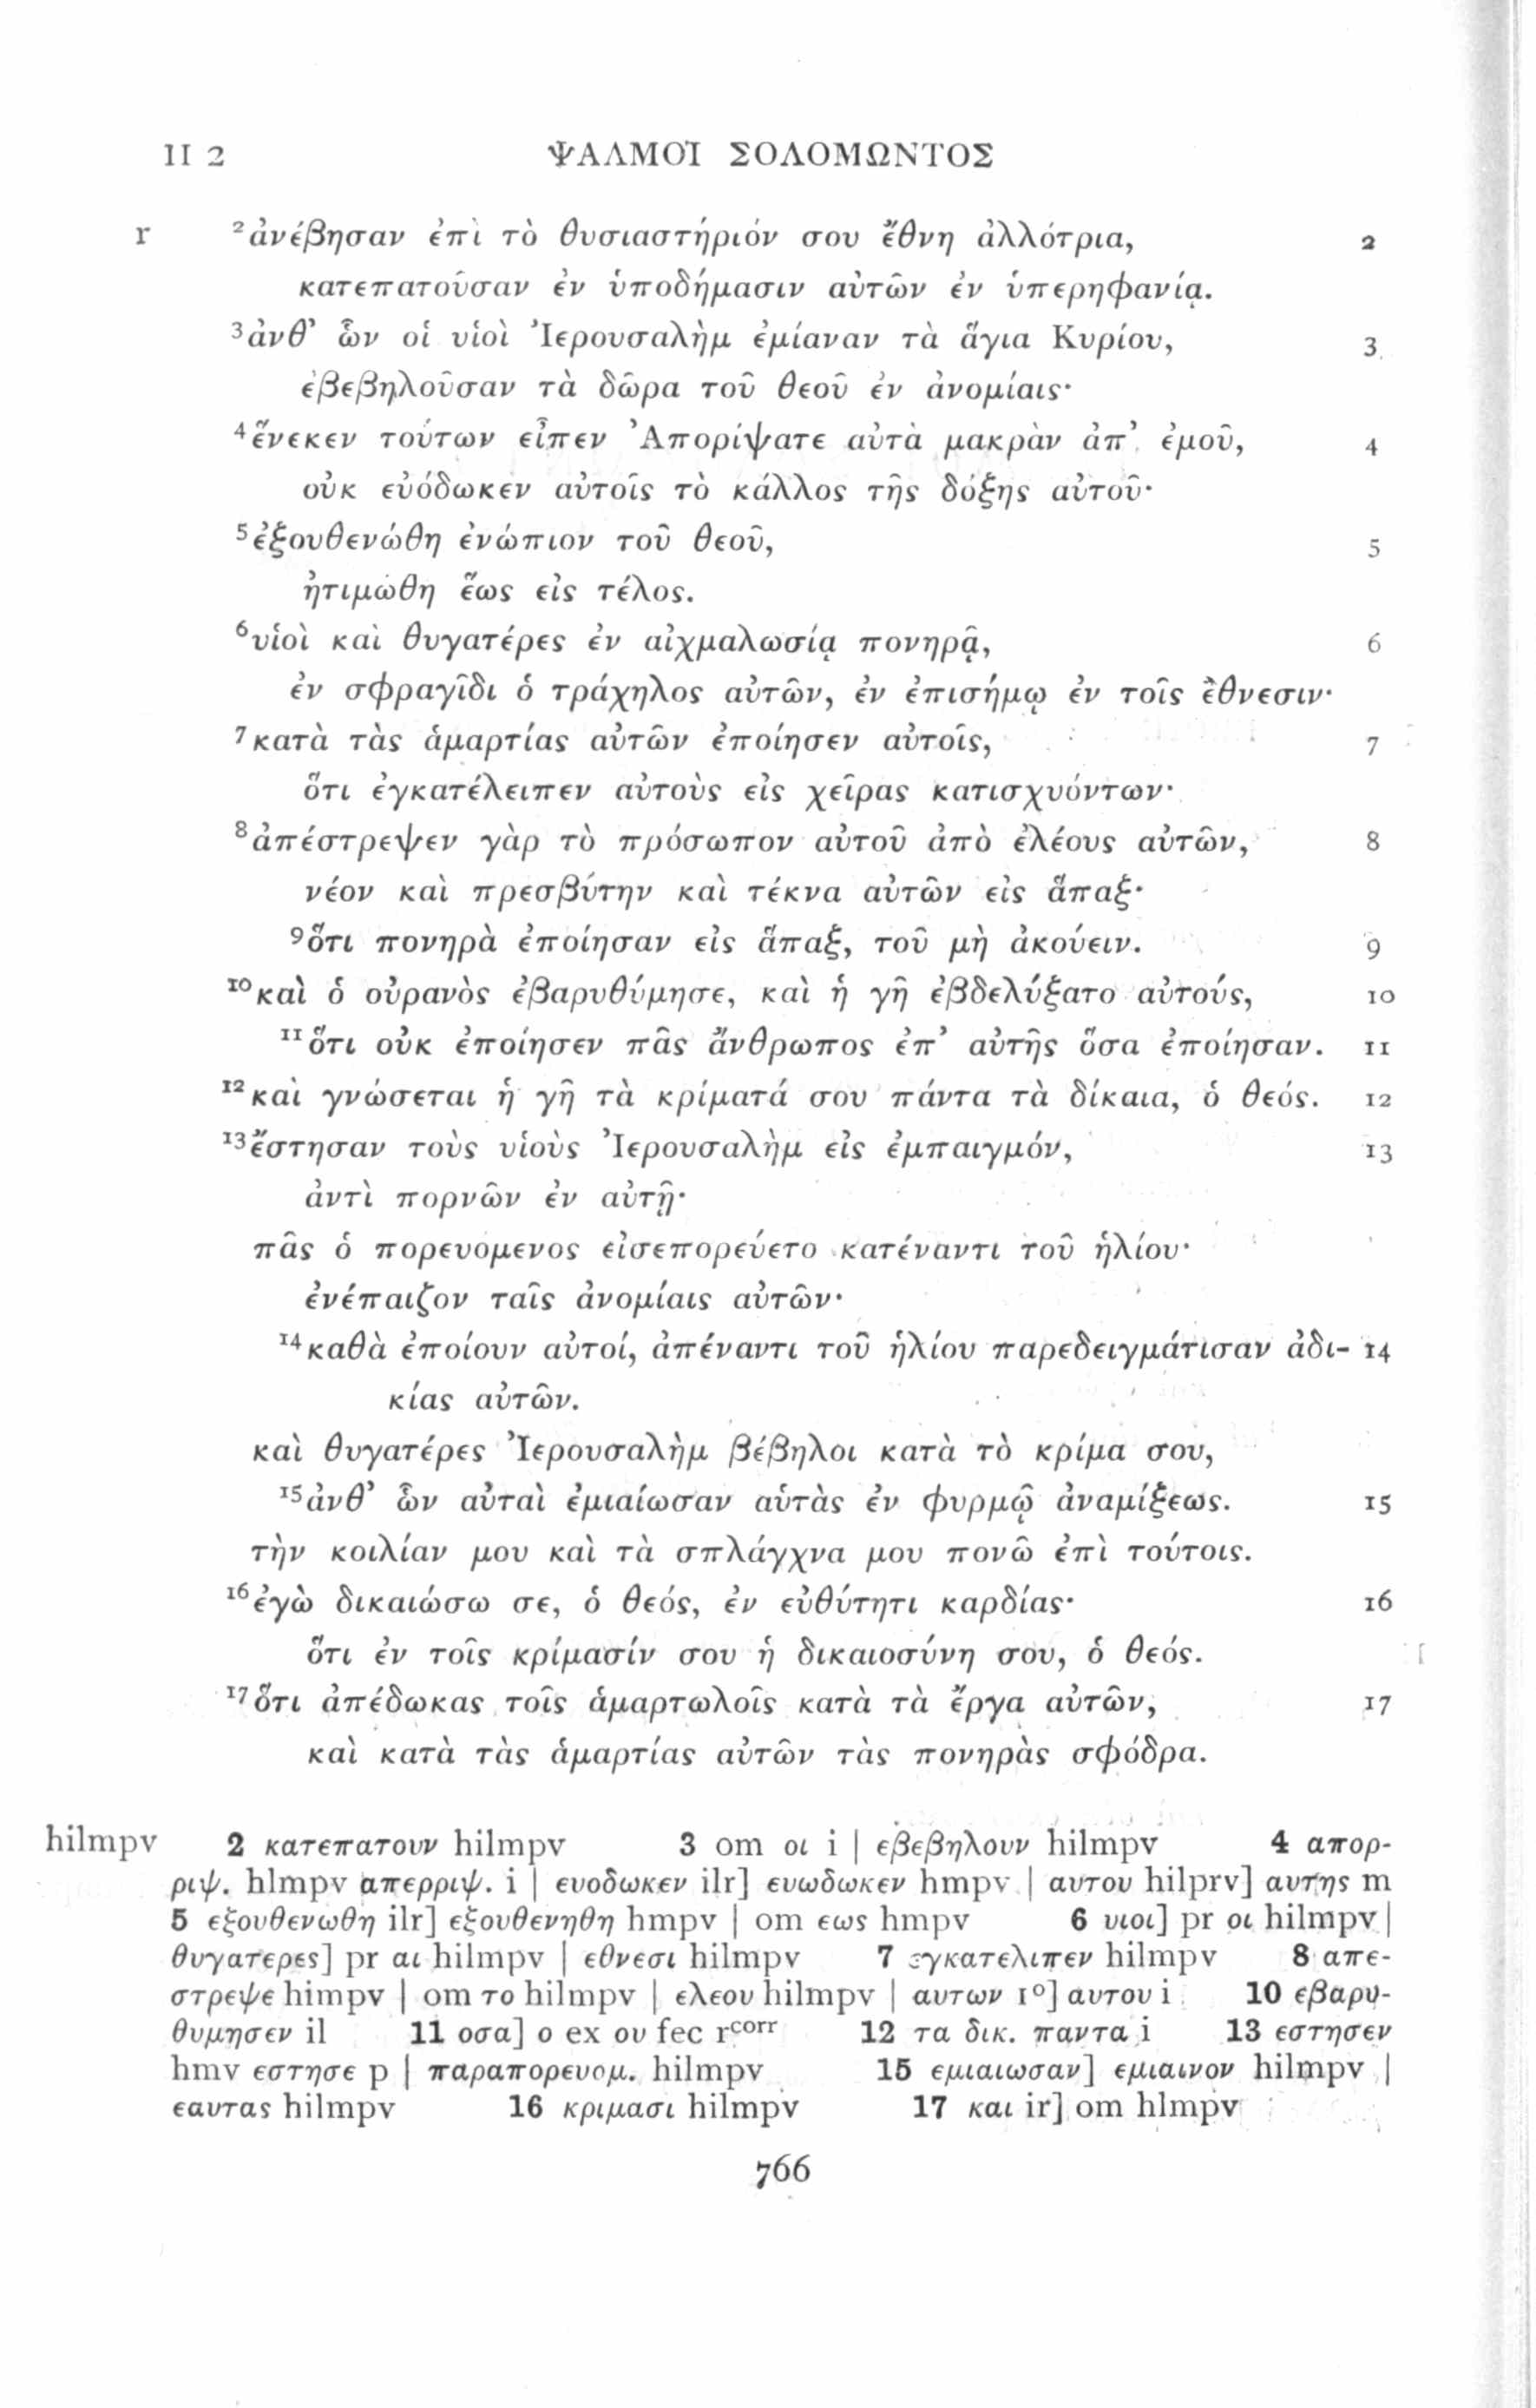 II 2 ΨΑΛΜΟῚ ΣΟΛΟΜΩΝΤΟΣ
r ²ἀνέβησαν ἐπὶ τὸ θυσιαστήριόν σου ἔθνη ἀλλότρια, 2
κατεπατοῦσαν ἐν ὑποδήμασιν αὐτῶν ἐν ὑπερηφανίᾳ.
³ἀνθ’ ὧν οἱ υἱοὶ Ἰερουσαλὴμ ἐμίαναν τὰ ἅγια Κυρίου, 3
ἐβεβηλοῦσαν τὰ δῶρα τοῦ θεοῦ ἐν ἀνομίαις·
⁴ἕνεκεν τούτων εἶπεν Ἀπορίψατε αὐτὰ μακρὰν ἀπ’ ἐμοῦ, 4
οὐκ εὐόδωκεν αὐτοῖς τὸ κάλλος τῆς δόξης αὐτοῦ·
⁵ἐξουθενώθη ἐνώπιον τοῦ θεοῦ, 5
ἠτιμώθη ἕως εἰς τέλος.
⁶υἱοὶ καὶ θυγατέρες ἐν αἰχμαλωσίᾳ πονηρᾷ, 6
ἐν σφραγῖδι ὁ τράχηλος αὐτῶν, ἐν ἐπισήμῳ ἐν τοῖς ἔθνεσιν·
⁷κατὰ τὰς ἁμαρτίας αὐτῶν ἐποίησεν αὐτοῖς, 7
ὅτι ἐγκατέλειπεν αὐτοὺς εἰς χεῖρας κατισχυόντων·
⁸ἀπέστρεψεν γὰρ τὸ πρόσωπον αὐτοῦ ἀπὸ ἐλέους αὐτῶν, 8
νέον καὶ πρεσβύτην καὶ τέκνα αὐτῶν εἰς ἅπαξ·
⁹ὅτι πονηρὰ ἐποίησαν εἰς ἅπαξ, τοῦ μὴ ἀκούειν. 9
¹⁰καὶ ὁ οὐρανὸς ἐβαρυθύμησε, καὶ ἡ γῆ ἐβδελύξατο αὐτούς, 10
¹¹ὅτι οὐκ ἐποίησεν πᾶς ἄνθρωπος ἐπ’ αὐτῆς ὅσα ἐποίησαν. 11
¹²καὶ γνώσεται ἡ γῆ τὰ κρίματά σου πάντα τὰ δίκαια, ὁ θεός. 12
¹³ἔστησαν τοὺς υἱοὺς Ἰερουσαλὴμ εἰς ἐμπαιγμόν, 13
ἀντὶ πορνῶν ἐν αὐτῇ·
πᾶς ὁ πορευόμενος εἰσεπορεύετο κατέναντι τοῦ ἡλίου·
ἐνέπαιζον ταῖς ἀνομίαις αὐτῶν·
¹⁴καθὰ ἐποίουν αὐτοί, ἀπέναντι τοῦ ἡλίου παρεδειγμάτισαν ἀδι- 14
κίας αὐτῶν.
καὶ θυγατέρες Ἰερουσαλὴμ βέβηλοι κατὰ τὸ κρίμα σου,
¹⁵ἀνθ’ ὧν αὐταὶ ἐμιαίωσαν αὑτὰς ἐν φυρμῷ ἀναμίξεως. 15
τὴν κοιλίαν μου καὶ τὰ σπλάγχνα μου πονῶ ἐπὶ τούτοις.
¹⁶ἐγὼ δικαιώσω σε, ὁ θεός, ἐν εὐθύτητι καρδίας· 16
ὅτι ἐν τοῖς κρίμασίν σου ἡ δικαιοσύνη σου, ὁ θεός.
¹⁷ὅτι ἀπέδωκας τοῖς ἁμαρτωλοῖς κατὰ τὰ ἔργα αὐτῶν, 17
καὶ κατὰ τὰς ἁμαρτίας αὐτῶν τὰς πονηρὰς σφόδρα.
hilmpv 2 κατεπατουν hilmpv 3 om οι i | εβεβηλουν hilmpv 4 απορ-
ριψ. hlmpv απερριψ. i | ευοδωκεν ilr] ευωδωκεν hmpv | αυτου hilprv] αυτης m
5 εξουθενωθη ilr] εξουθενηθη hmpv | om εως hmpv 6 υιοι] pr οι hilmpv |
θυγατερες] pr αι hilmpv | εθνεσι hilmpv 7 εγκατελιπεν hilmpv 8 απε-
στρεψε himpv | om το hilmpv | ελεου hilmpv | αυτων 1°] αυτου i 10 εβαρυ-
θυμησεν il 11 οσα] ο ex ου fec rᶜᵒʳʳ 12 τα δικ. παντα i 13 εστησεν
hmv εστησε p | παραπορευομ. hilmpv 15 εμιαιωσαν] εμιαινον hilmpv |
εαυτας hilmpv 16 κριμασι hilmpv 17 και ir] om hlmpv
766